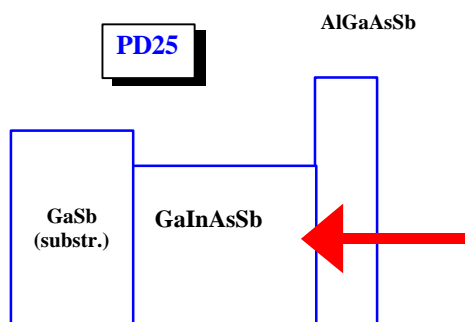 AlGaAsSb
PD25
GaSb
(substr.)
GaInAsSb